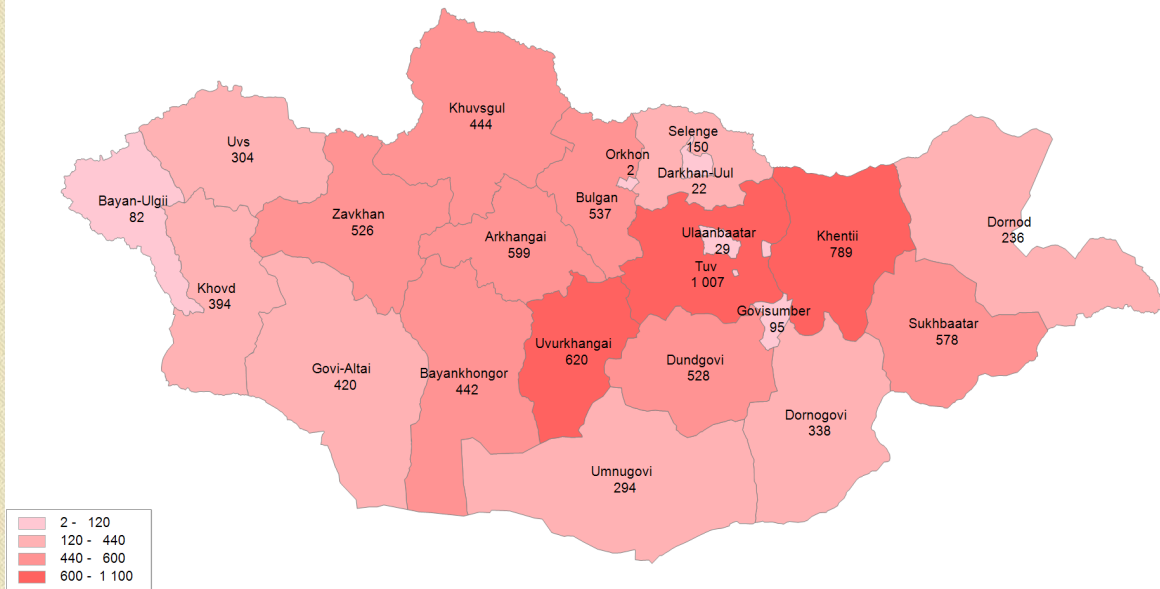 Khuvsgul
444
Uvs
304
Selenge
150
Orkhon
2
Darkhan-Uul
22
Bayan-Ulgii
82
Bulgan
537
Zavkhan
526
Arkhangai
599
Ulaanbaatar
29
Khentii
789
Dornod
236
Tuv
1 007
Khovd
394
Govisumber
95
Sukhbaatar
578
Uvurkhangai
620
Dundgovi
528
Govi-Altai
420
Bayankhongor
442
Dornogovi
338
Umnugovi
294
2 - 120
120 - 440
440 - 600
600 - 1 100